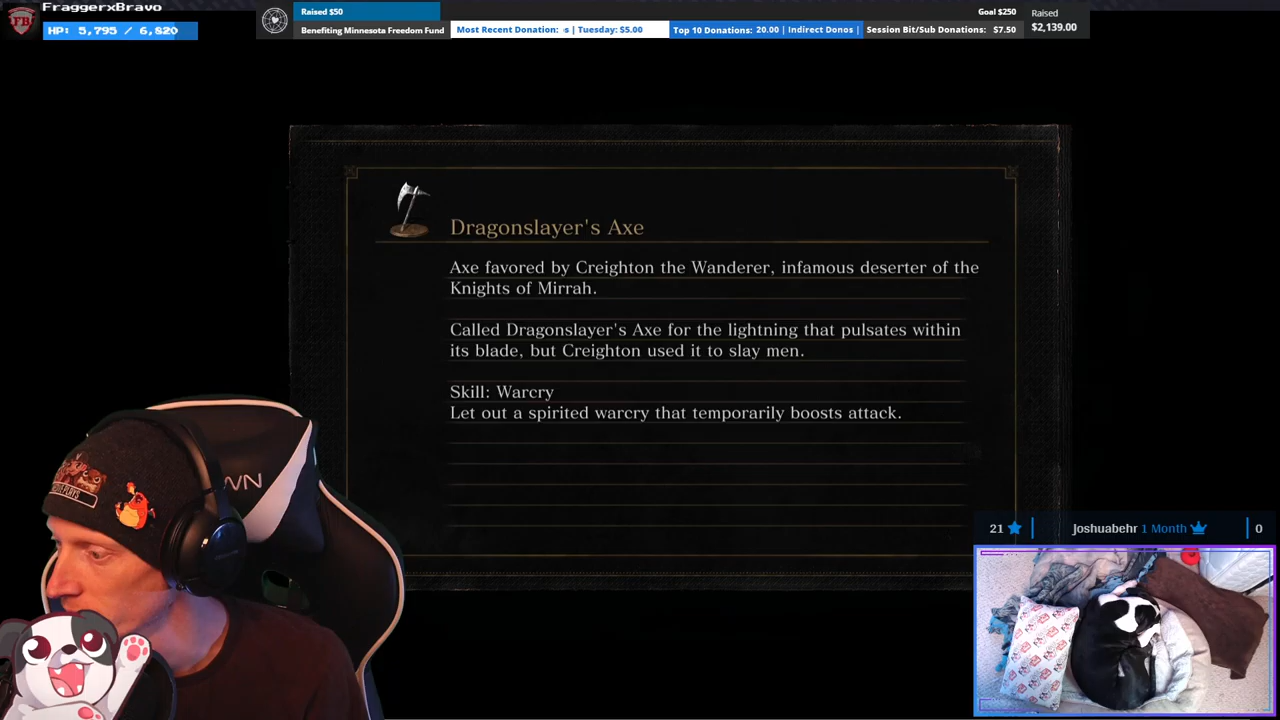 FraggerxBravo
FB
HP: 5,795 / 6,820
Raised $50
Goal $250
Benefiting Minnesota Freedom Fund
Most Recent Donation: s | Tuesday: $5.00
Top 10 Donations: 20.00 | Indirect Donos |
Session Bit/Sub Donations: $7.50
Raised
$2,139.00
Dragonslayer's Axe
Axe favored by Creighton the Wanderer, infamous deserter of the
Knights of Mirrah.
Called Dragonslayer's Axe for the lightning that pulsates within
its blade, but Creighton used it to slay men.
Skill: Warcry
Let out a spirited warcry that temporarily boosts attack.
WN
21
Joshuabehr 1 Month
0